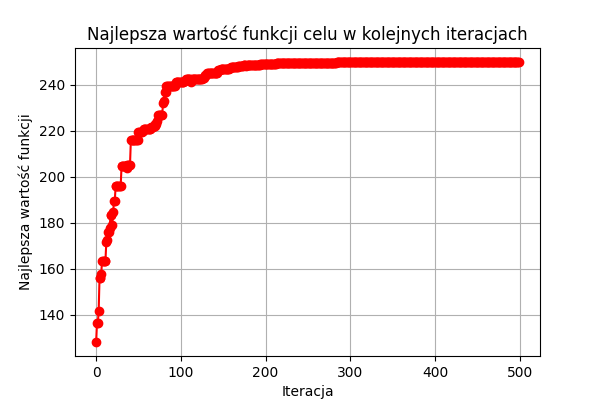 Najlepsza wartość funkcji celu w kolejnych iteracjach
Najlepsza wartość funkcji
240
220
200
180
160
140
0 100 200 300 400 500
Iteracja